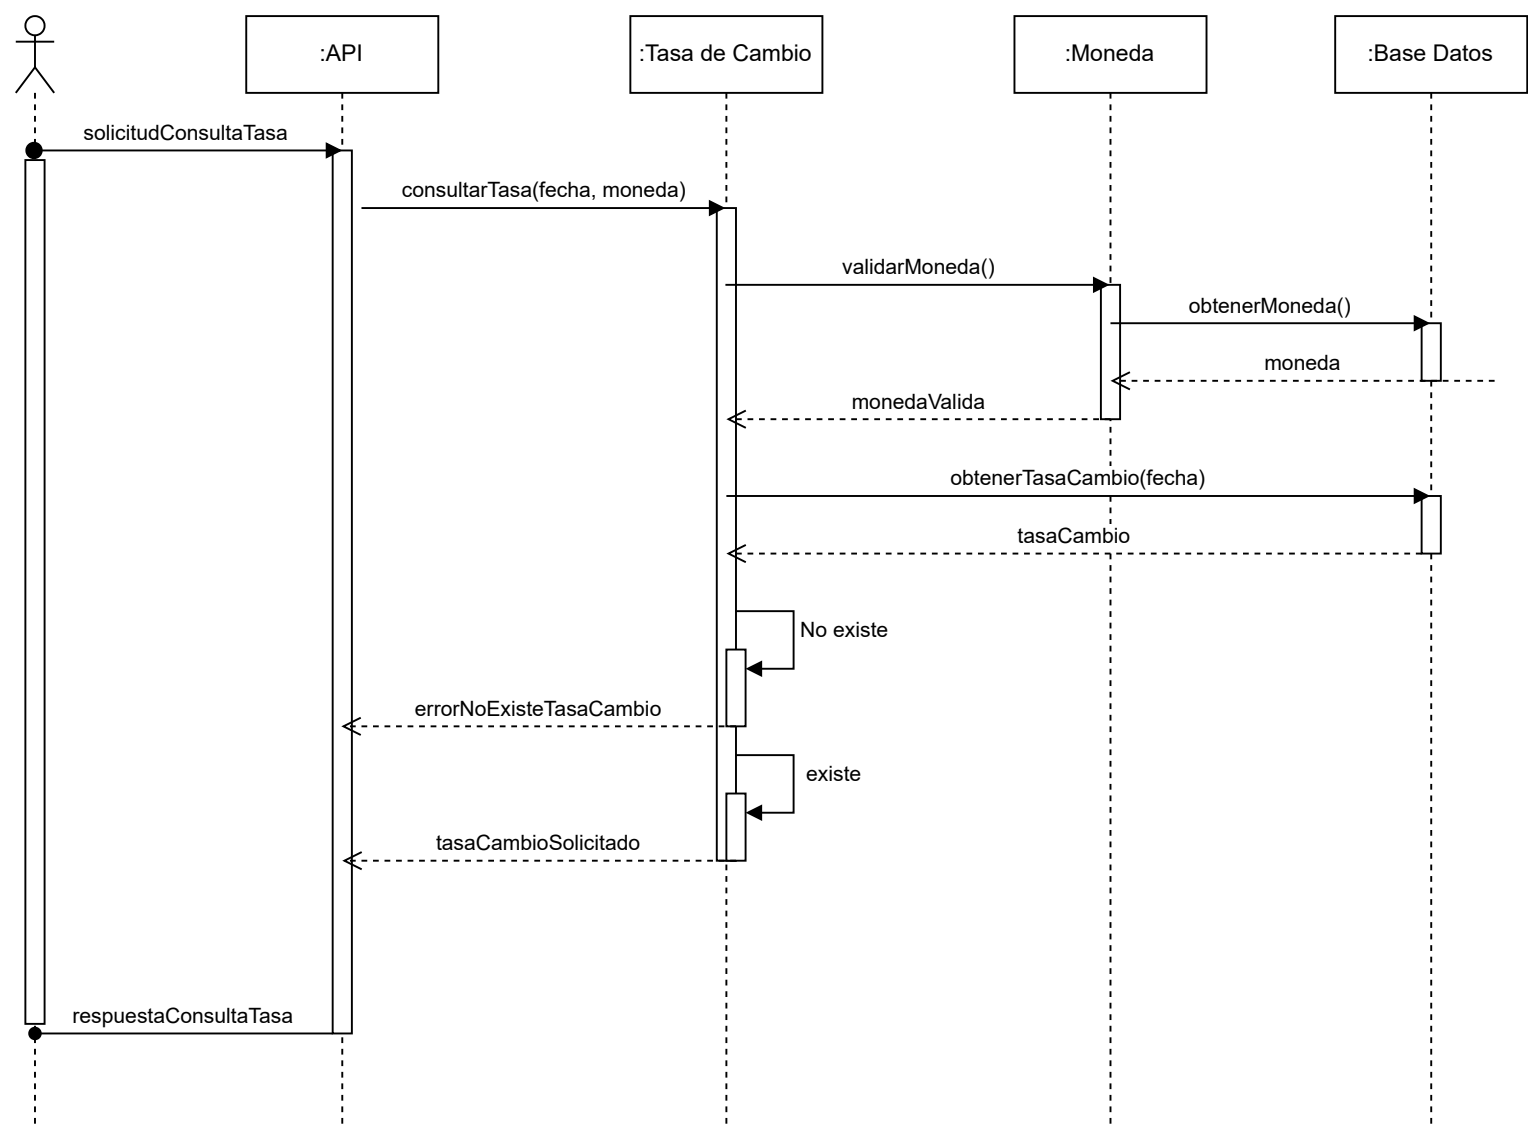 :API
:Tasa de Cambio
:Moneda
:Base Datos
solicitudConsultaTasa
consultarTasa(fecha, moneda)
validarMoneda()
obtenerMoneda()
moneda
monedaValida
obtenerTasaCambio(fecha)
tasaCambio
No existe
errorNoExisteTasaCambio
existe
tasaCambioSolicitado
respuestaConsultaTasa